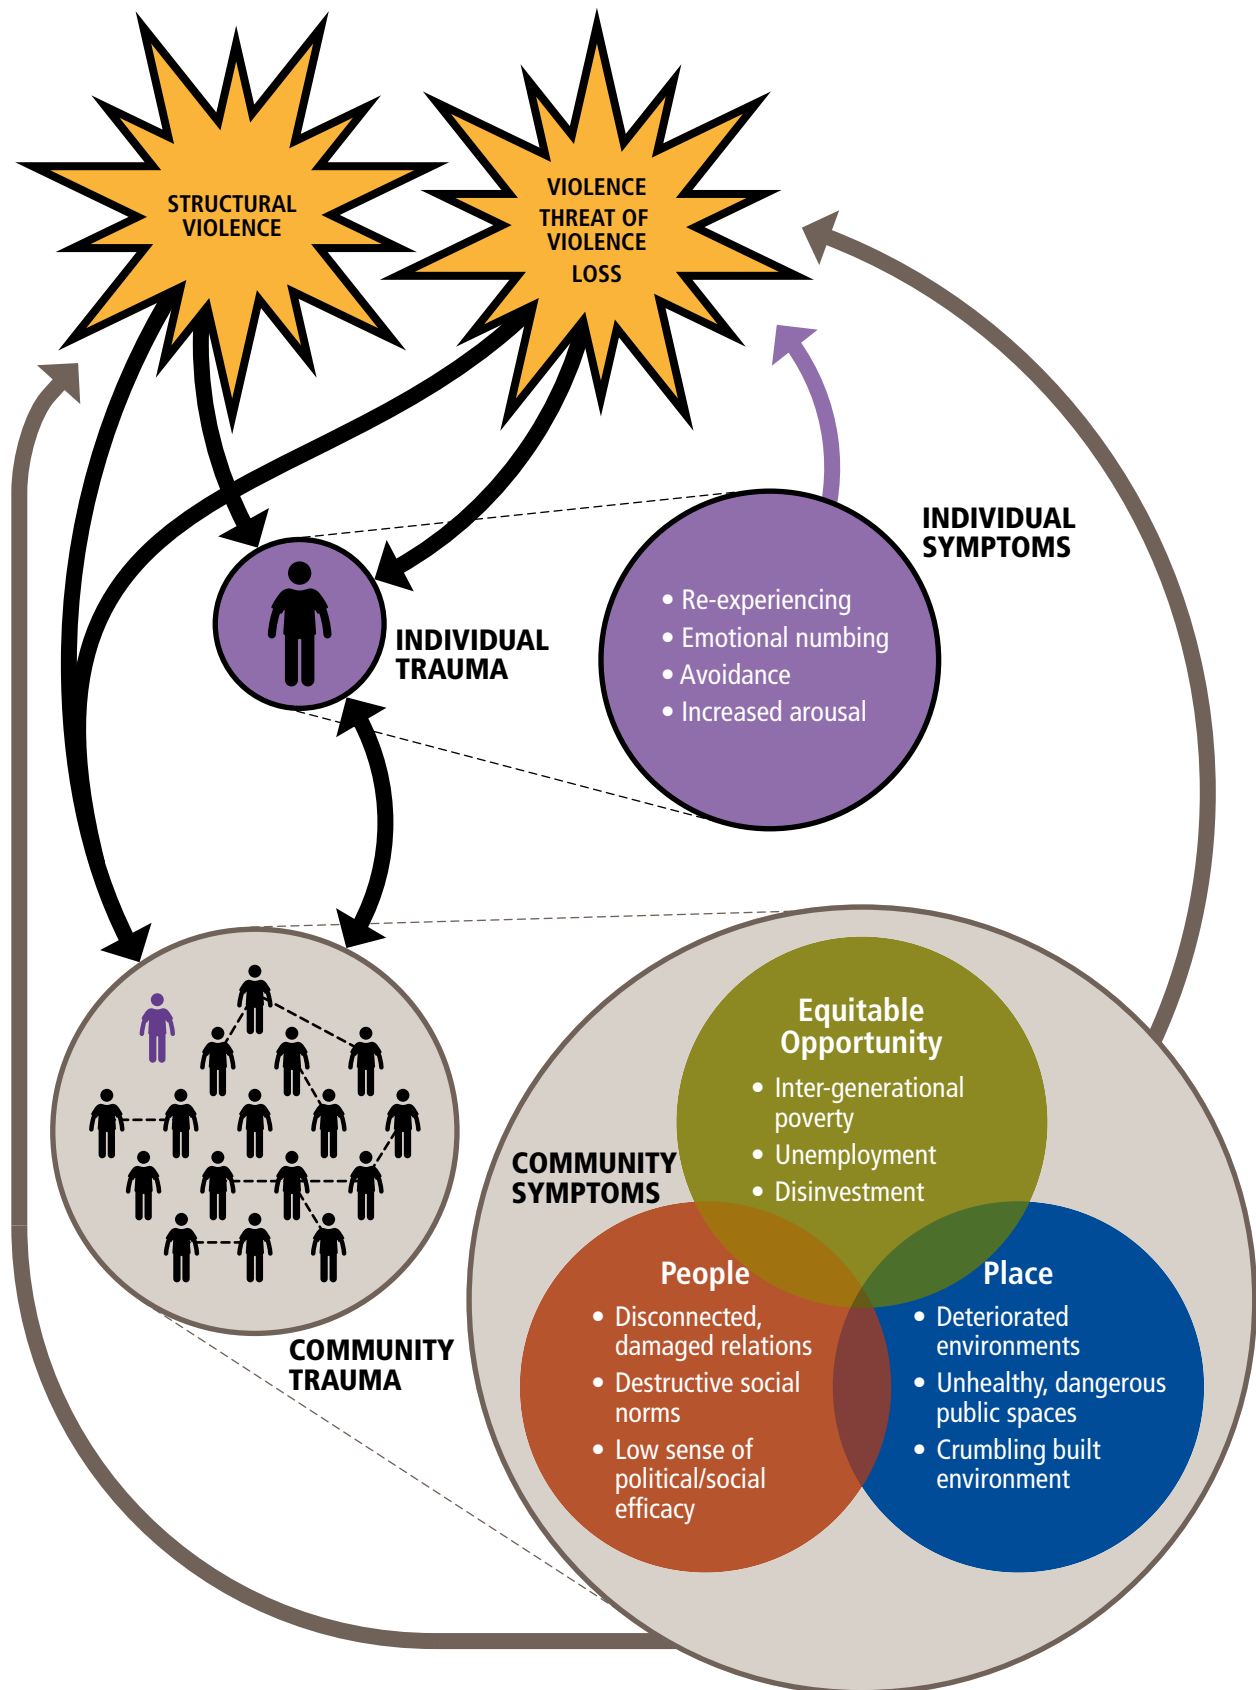 STRUCTURAL
VIOLENCE
VIOLENCE
THREAT OF
VIOLENCE
LOSS
INDIVIDUAL
SYMPTOMS
• Re-experiencing
• Emotional numbing
• Avoidance
• Increased arousal
INDIVIDUAL
TRAUMA
Equitable
Opportunity
• Inter-generational
poverty
• Unemployment
• Disinvestment
COMMUNITY
SYMPTOMS
People
• Disconnected,
damaged relations
• Destructive social
norms
• Low sense of
political/social
efficacy
Place
• Deteriorated
environments
• Unhealthy, dangerous
public spaces
• Crumbling built
environment
COMMUNITY
TRAUMA